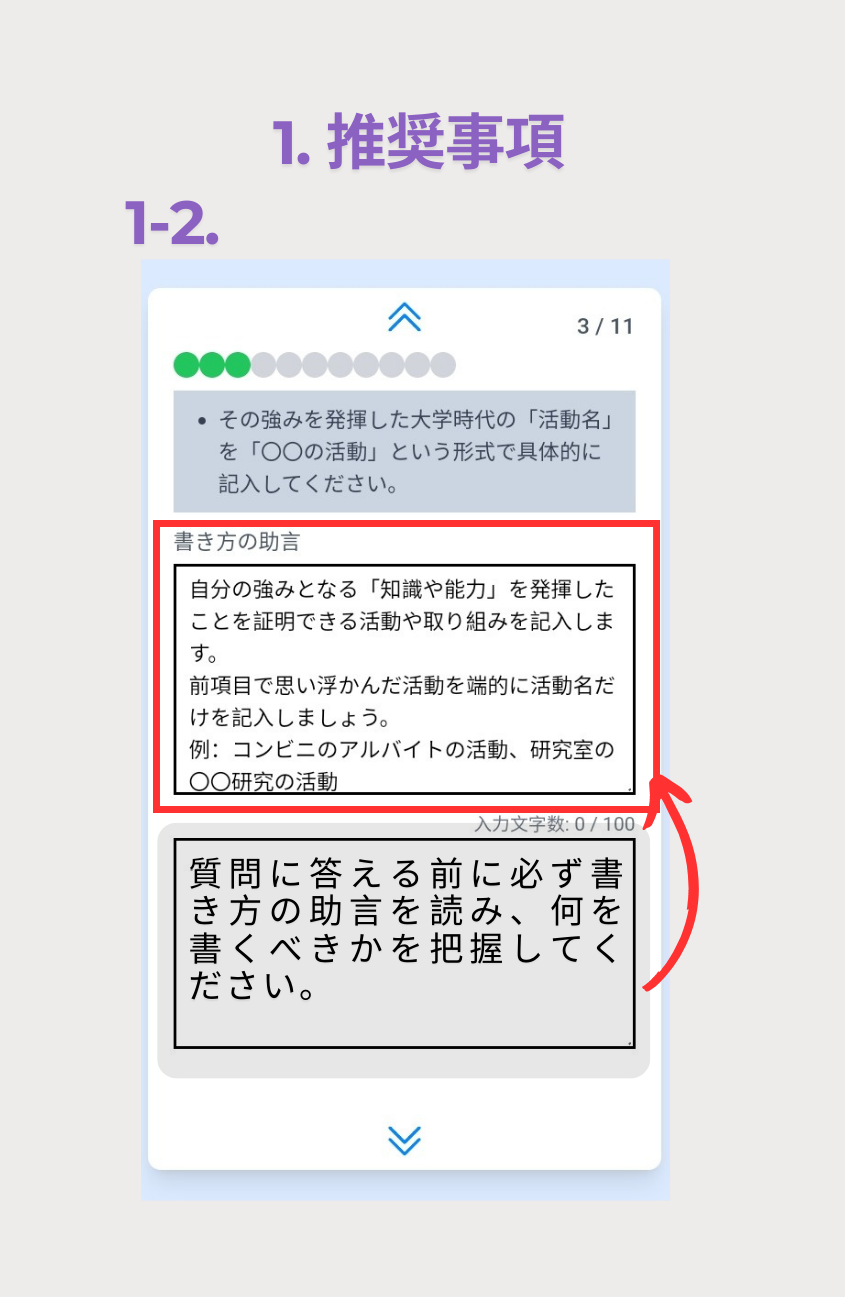 1. 推奨事項
1-2.
3 / 11
• その強みを発揮した大学時代の「活動名」
を「〇〇の活動」という形式で具体的に
記入してください。
書き方の助言
自分の強みとなる「知識や能力」を発揮した
ことを証明できる活動や取り組みを記入しま
す。
前項目で思い浮かんだ活動を端的に活動名だ
けを記入しましょう。
例：コンビニのアルバイトの活動、研究室の
〇〇研究の活動
入力文字数: 0 / 100
質問に答える前に必ず書
き方の助言を読み、何を
書くべきかを把握してく
ださい。